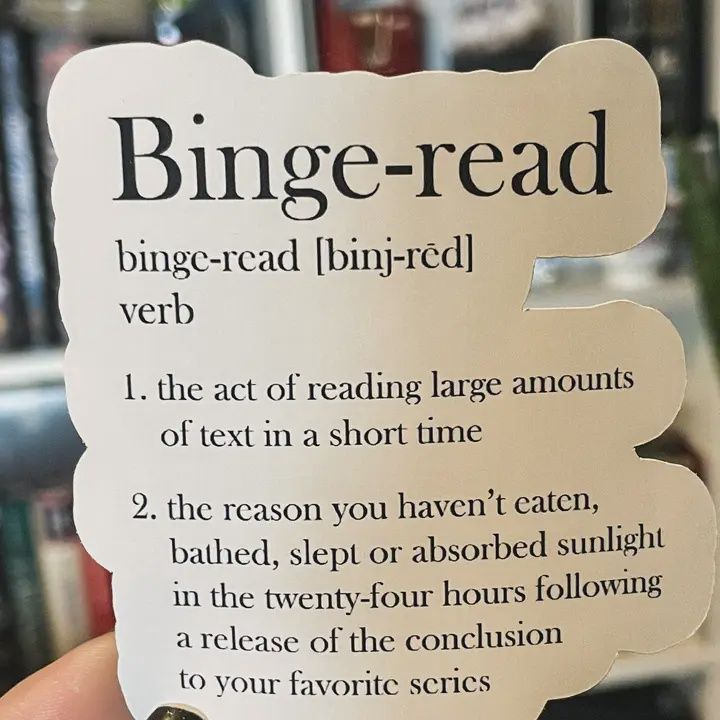 Binge-read
binge-read [binj-rēd]
verb
1. the act of reading large amounts
of text in a short time
2. the reason you haven't eaten,
bathed, slept or absorbed sunlight
in the twenty-four hours following
a release of the conclusion
to your favorite series